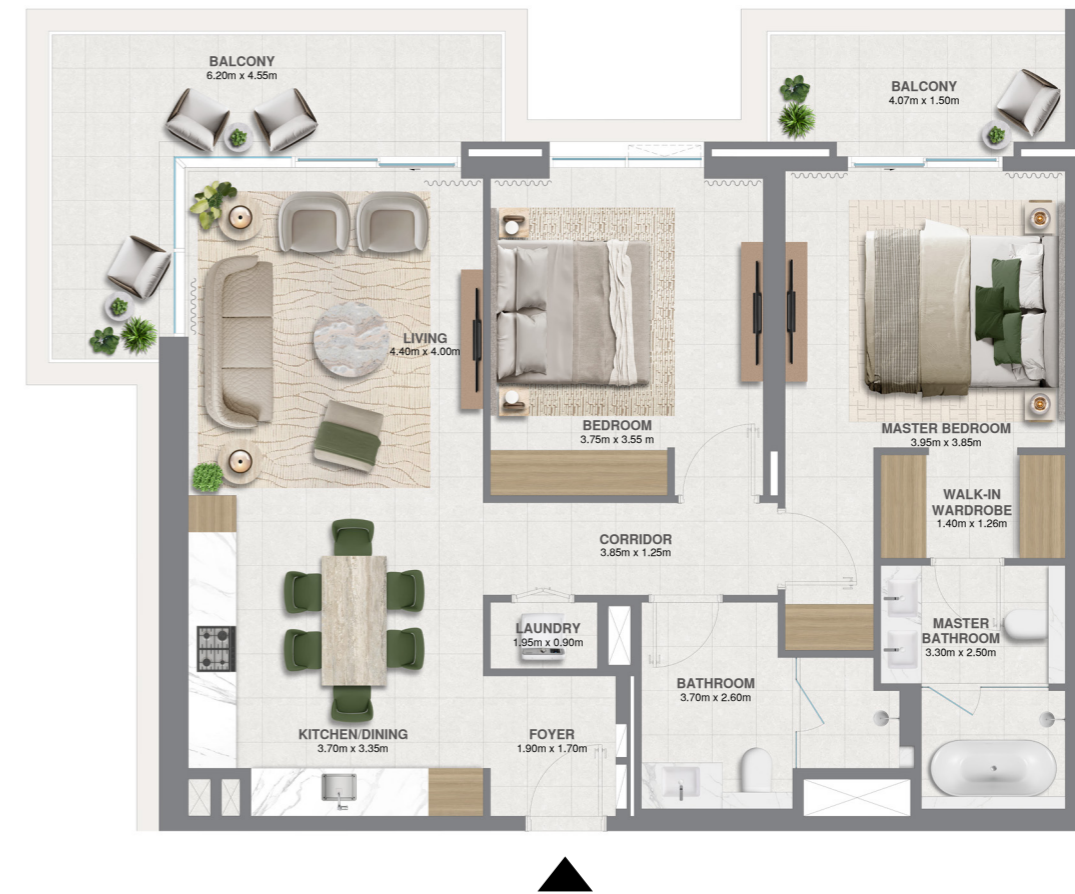 BALCONY
6.20m x 4.55m
BALCONY
4.07m x 1.50m
LIVING
4.40m x 4.00m
BEDROOM
3.75m x 3.55 m
MASTER BEDROOM
3.95m x 3.85m
WALK-IN
WARDROBE
1.40m x 1.26m
CORRIDOR
3.85m x 1.25m
LAUNDRY
1.95m x 0.90m
MASTER
BATHROOM
3.30m x 2.50m
BATHROOM
3.70m x 2.60m
KITCHEN/DINING
3.70m x 3.35m
FOYER
1.90m x 1.70m